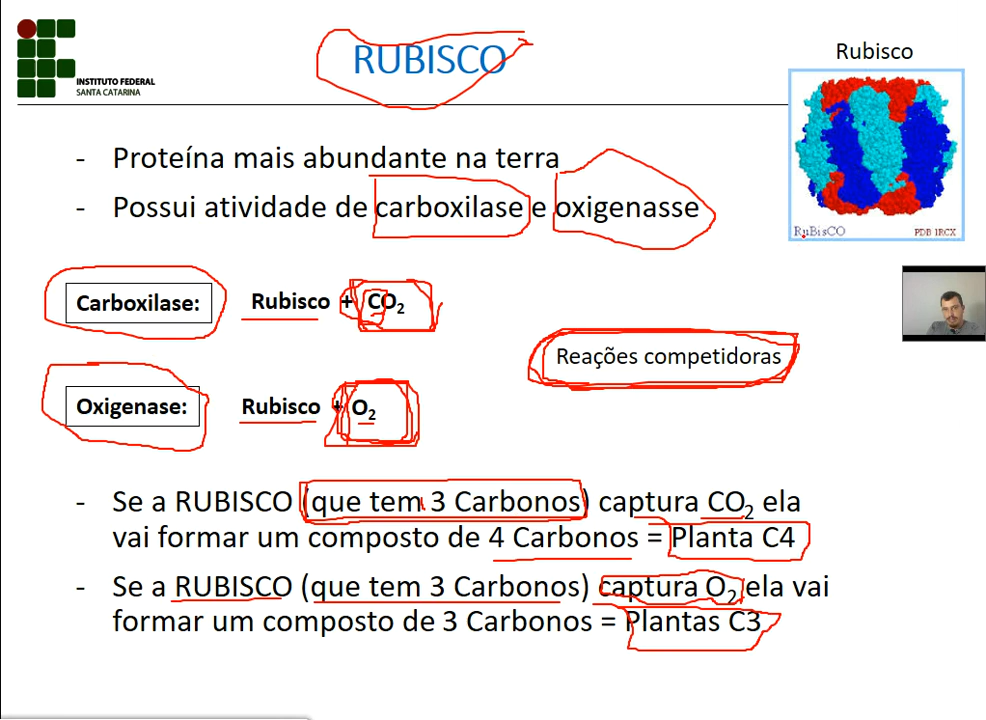 INSTITUTO FEDERAL
SANTA CATARINA
RUBISCO
Rubisco
RuBisCO PDB 1RCX
- Proteína mais abundante na terra
- Possui atividade de carboxilase e oxigenasse
Carboxilase: Rubisco + CO₂
Reações competidoras
Oxigenase: Rubisco + O₂
- Se a RUBISCO (que tem 3 Carbonos) captura CO₂ ela
vai formar um composto de 4 Carbonos = Planta C4
- Se a RUBISCO (que tem 3 Carbonos) captura O₂ ela vai
formar um composto de 3 Carbonos = Plantas C3